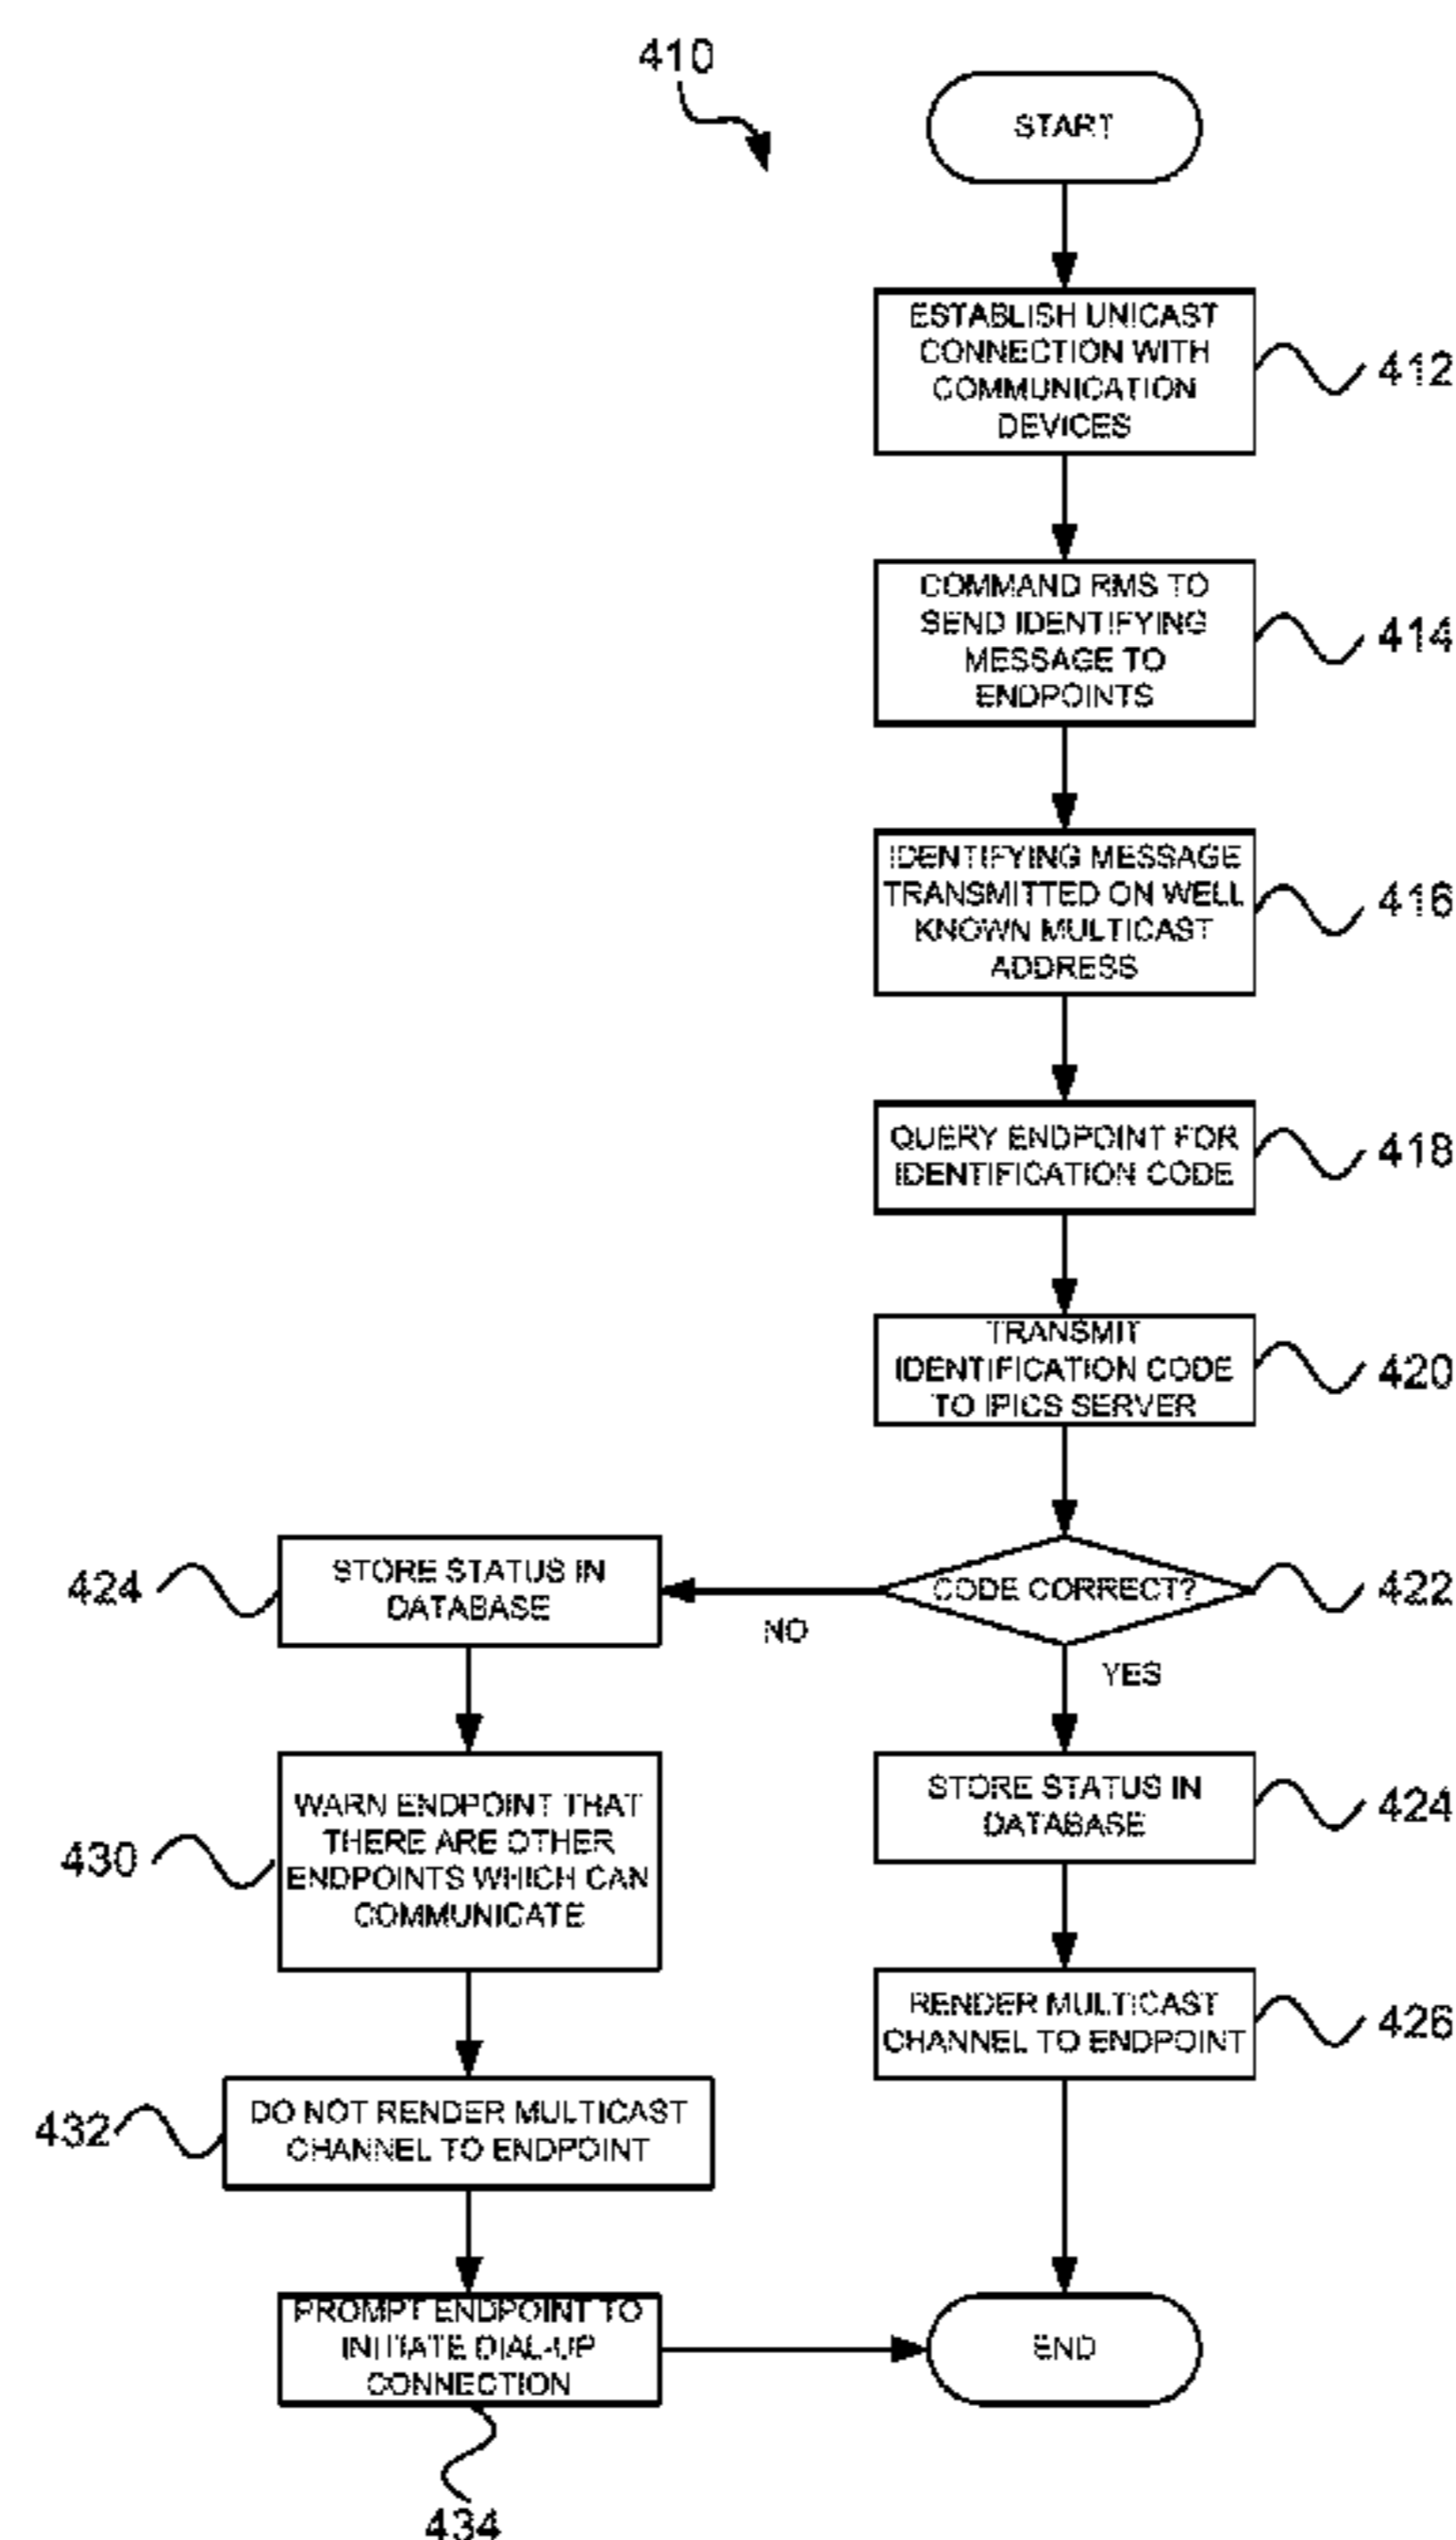 410
START
ESTABLISH UNICAST
CONNECTION WITH
COMMUNICATION
DEVICES
412
COMMAND RMS TO
SEND IDENTIFYING
MESSAGE TO
ENDPOINTS
414
IDENTIFYING MESSAGE
TRANSMITTED ON WELL
KNOWN MULTICAST
ADDRESS
416
QUERY ENDPOINT FOR
IDENTIFICATION CODE
418
TRANSMIT
IDENTIFICATION CODE
TO IPICS SERVER
420
CODE CORRECT?
422
NO
YES
424
STORE STATUS IN
DATABASE
STORE STATUS IN
DATABASE
424
430
WARN ENDPOINT THAT
THERE ARE OTHER
ENDPOINTS WHICH CAN
COMMUNICATE
RENDER MULTICAST
CHANNEL TO ENDPOINT
426
432
DO NOT RENDER MULTICAST
CHANNEL TO ENDPOINT
PROMPT ENDPOINT TO
INITIATE DIAL-UP
CONNECTION
434
END